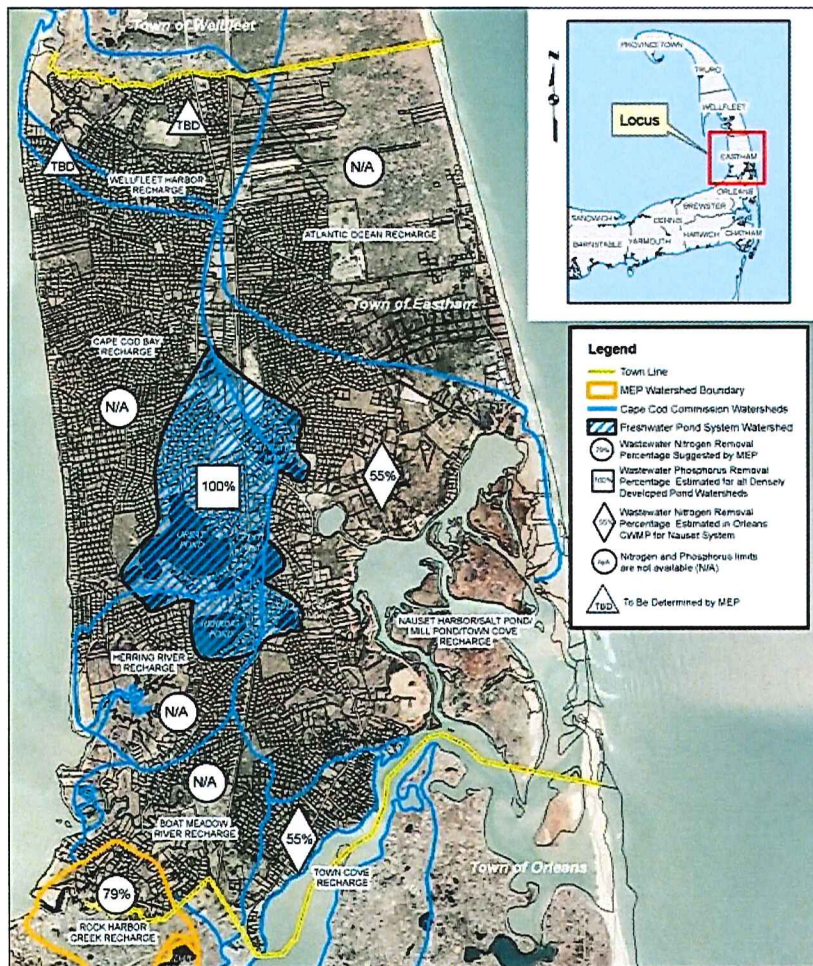 Town of Wellfleet
TBD
TBD
WELLFLEET HARBOR
RECHARGE
N/A
ATLANTIC OCEAN RECHARGE
Town of Eastham
CAPE COD BAY
RECHARGE
N/A
100%
55%
GREAT
POND
HERRING
POND
NAUSET HARBOR/SALT POND/
MILL POND/TOWN COVE
RECHARGE
HERRING RIVER
RECHARGE
N/A
N/A
BOAT MEADOW
RIVER RECHARGE
55%
TOWN COVE
RECHARGE
Town of Orleans
79%
ROCK HARBOR
CREEK RECHARGE
N
PROVINCETOWN
TRURO
WELLFLEET
Locus
EASTHAM
ORLEANS
BREWSTER
SANDWICH
DENNIS
BARNSTABLE
YARMOUTH
HARWICH
CHATHAM
Legend
Town Line
MEP Watershed Boundary
Cape Cod Commission Watersheds
Freshwater Pond System Watershed
79%
Wastewater Nitrogen Removal
Percentage Suggested by MEP
100%
Wastewater Phosphorus Removal
Percentage Estimated for all Densely
Developed Pond Watersheds
55%
Wastewater Nitrogen Removal
Percentage Estimated in Orleans
CWMP for Nauset System
N/A
Nitrogen and Phosphorus limits
are not available (N/A)
TBD
To Be Determined by MEP